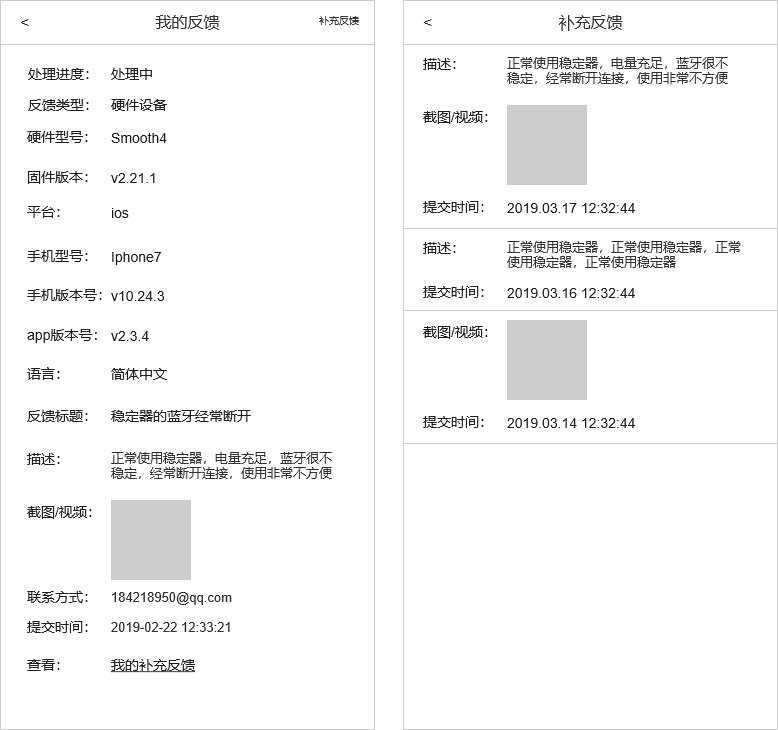 <
我的反馈
补充反馈
处理进度： 处理中
反馈类型： 硬件设备
硬件型号： Smooth4
固件版本： v2.21.1
平台： ios
手机型号： Iphone7
手机版本号： v10.24.3
app版本号： v2.3.4
语言： 简体中文
反馈标题： 稳定器的蓝牙经常断开
描述： 正常使用稳定器，电量充足，蓝牙很不
稳定，经常断开连接，使用非常不方便
截图/视频：
联系方式： 184218950@qq.com
提交时间： 2019-02-22 12:33:21
查看： 我的补充反馈
<
补充反馈
描述： 正常使用稳定器，电量充足，蓝牙很不
稳定，经常断开连接，使用非常不方便
截图/视频：
提交时间： 2019.03.17 12:32:44
描述： 正常使用稳定器，正常使用稳定器，正常
使用稳定器，正常使用稳定器
提交时间： 2019.03.16 12:32:44
截图/视频：
提交时间： 2019.03.14 12:32:44